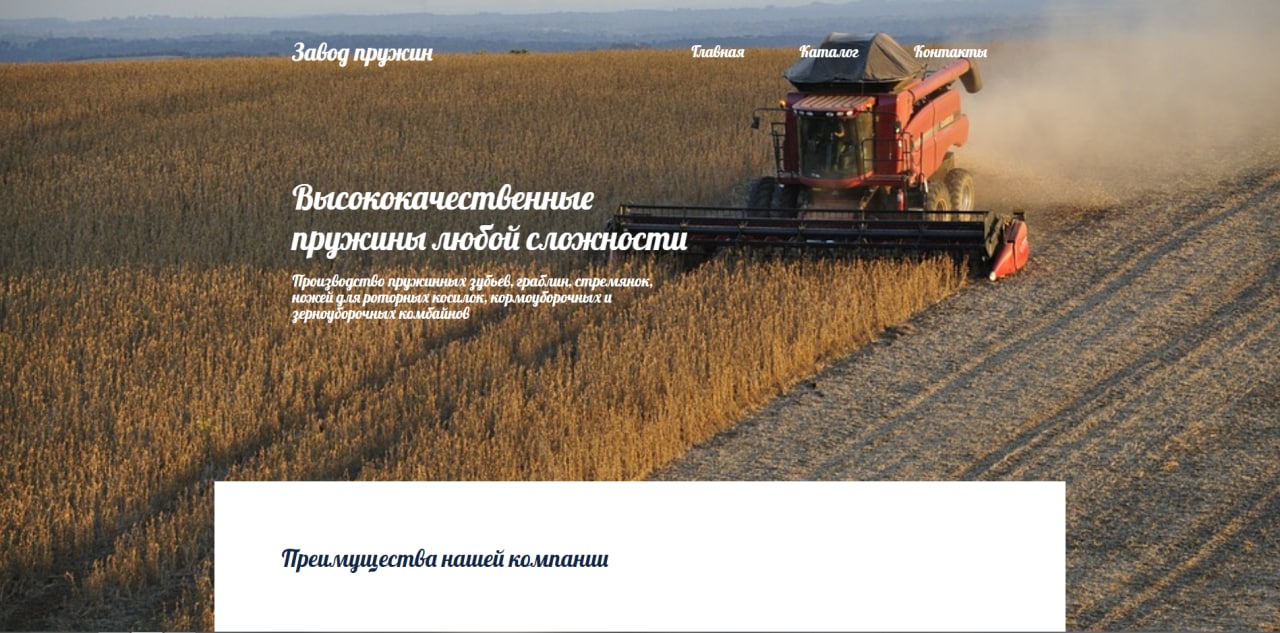 Завод пружин
Главная Каталог Контакты
Высококачественные
пружины любой сложности
Производство пружинных зубьев, граблин, стремянок,
ножей для роторных косилок, кормоуборочных и
зерноуборочных комбайнов
Преимущества нашей компании